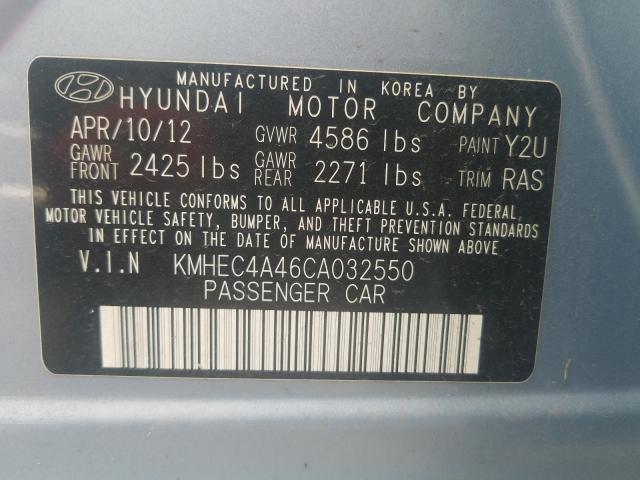 MANUFACTURED IN KOREA BY
HYUNDAI MOTOR COMPANY
APR/10/12 GVWR 4586 lbs PAINT Y2U
GAWR FRONT 2425 lbs GAWR REAR 2271 lbs TRIM RAS
THIS VEHICLE CONFORMS TO ALL APPLICABLE U.S.A. FEDERAL
MOTOR VEHICLE SAFETY, BUMPER, AND THEFT PREVENTION STANDARDS
IN EFFECT ON THE DATE OF MANUFACTURE SHOWN ABOVE.
V.I.N KMHEC4A46CA032550
PASSENGER CAR